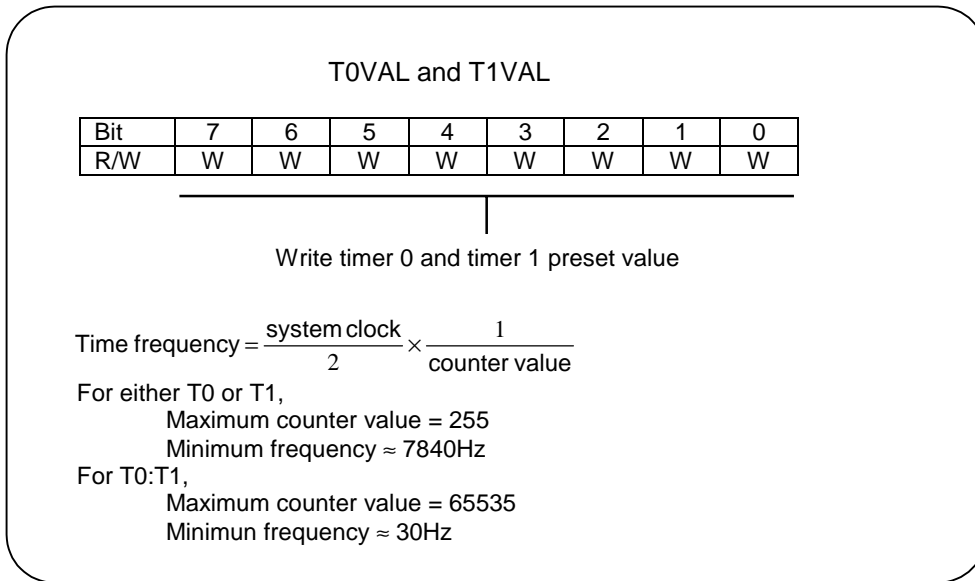 T0VAL and T1VAL
Bit 7 6 5 4 3 2 1 0
R/W W W W W W W W W
Write timer 0 and timer 1 preset value
Time frequency = system clock / 2 × 1 / counter value
For either T0 or T1,
Maximum counter value = 255
Minimum frequency ≈ 7840Hz
For T0:T1,
Maximum counter value = 65535
Minimun frequency ≈ 30Hz